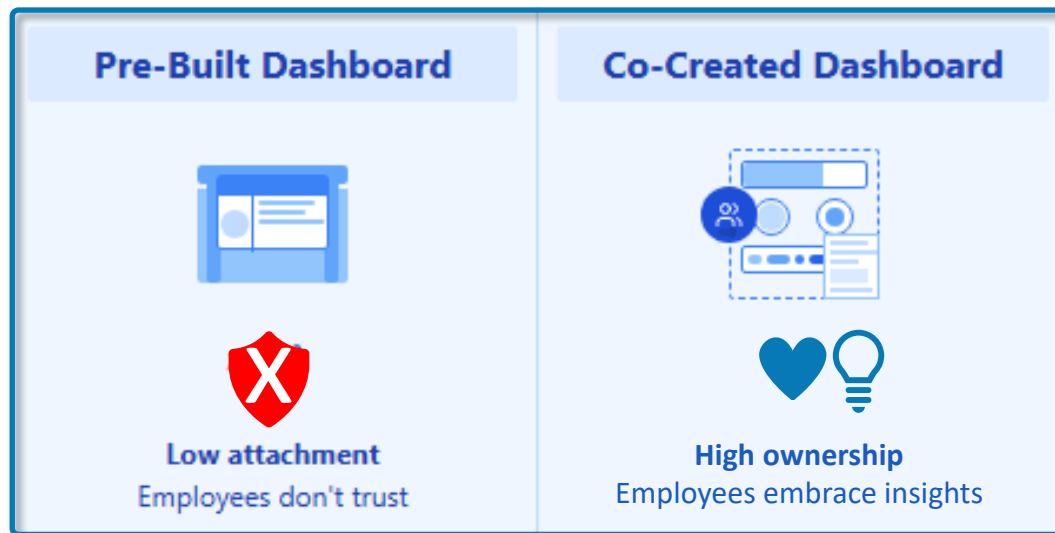 Pre-Built Dashboard
Co-Created Dashboard
X
Low attachment
Employees don't trust
High ownership
Employees embrace insights